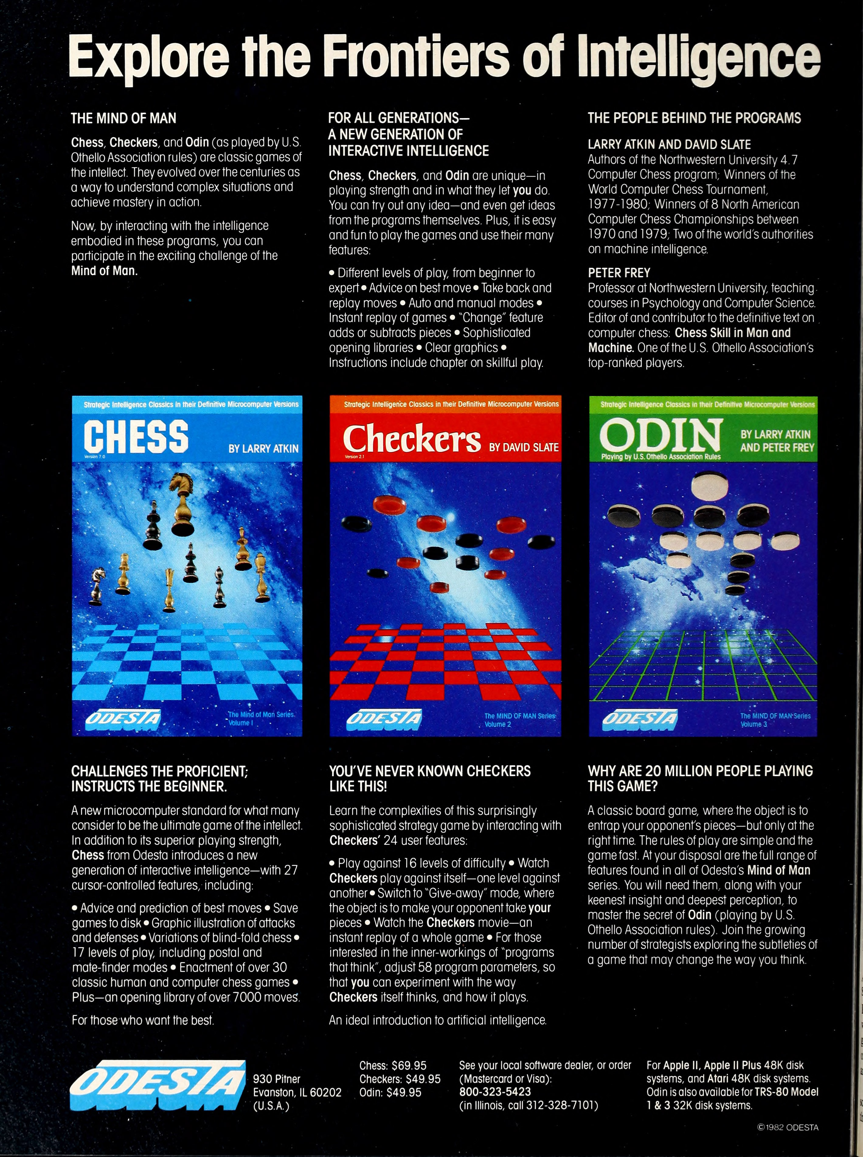 Explore the Frontiers of Intelligence
THE MIND OF MAN
Chess, Checkers, and Odin (as played by U.S.
Othello Association rules) are classic games of
the intellect. They evolved over the centuries as
a way to understand complex situations and
achieve mastery in action.
Now, by interacting with the intelligence
embodied in these programs, you can
participate in the exciting challenge of the
Mind of Man.
FOR ALL GENERATIONS—
A NEW GENERATION OF
INTERACTIVE INTELLIGENCE
Chess, Checkers, and Odin are unique—in
playing strength and in what they let you do.
You can try out any idea—and even get ideas
from the programs themselves. Plus, it is easy
and fun to play the games and use their many
features:
• Different levels of play, from beginner to
expert • Advice on best move • Take back and
replay moves • Auto and manual modes •
Instant replay of games • "Change" feature
adds or subtracts pieces • Sophisticated
opening libraries • Clear graphics •
Instructions include chapter on skillful play.
THE PEOPLE BEHIND THE PROGRAMS
LARRY ATKIN AND DAVID SLATE
Authors of the Northwestern University 4.7
Computer Chess program; Winners of the
World Computer Chess Tournament,
1977-1980; Winners of 8 North American
Computer Chess Championships between
1970 and 1979; Two of the world's authorities
on machine intelligence.
PETER FREY
Professor at Northwestern University, teaching
courses in Psychology and Computer Science.
Editor of and contributor to the definitive text on
computer chess: Chess Skill in Man and
Machine. One of the U.S. Othello Association's
top-ranked players.
Strategic Intelligence Classics in their Definitive Microcomputer Versions
CHESS
BY LARRY ATKIN
Version 7.0
ODESTA
The Mind of Man Series
Volume 1
Strategic Intelligence Classics in their Definitive Microcomputer Versions
Checkers
BY DAVID SLATE
Version 2.1
ODESTA
The MIND OF MAN Series
Volume 2
Strategic Intelligence Classics in their Definitive Microcomputer Versions
ODIN
BY LARRY ATKIN
AND PETER FREY
Playing by U.S. Othello Association Rules
ODESTA
The MIND OF MAN Series
Volume 3
CHALLENGES THE PROFICIENT;
INSTRUCTS THE BEGINNER.
A new microcomputer standard for what many
consider to be the ultimate game of the intellect.
In addition to its superior playing strength,
Chess from Odesta introduces a new
generation of interactive intelligence—with 27
cursor-controlled features, including:
• Advice and prediction of best moves • Save
games to disk • Graphic illustration of attacks
and defenses • Variations of blind-fold chess •
17 levels of play, including postal and
mate-finder modes • Enactment of over 30
classic human and computer chess games •
Plus—an opening library of over 7000 moves.
For those who want the best.
YOU'VE NEVER KNOWN CHECKERS
LIKE THIS!
Learn the complexities of this surprisingly
sophisticated strategy game by interacting with
Checkers' 24 user features:
• Play against 16 levels of difficulty • Watch
Checkers play against itself—one level against
another • Switch to "Give-away" mode, where
the object is to make your opponent take your
pieces • Watch the Checkers movie—an
instant replay of a whole game • For those
interested in the inner-workings of "programs
that think", adjust 58 program parameters, so
that you can experiment with the way
Checkers itself thinks, and how it plays.
An ideal introduction to artificial intelligence.
WHY ARE 20 MILLION PEOPLE PLAYING
THIS GAME?
A classic board game, where the object is to
entrap your opponent's pieces—but only at the
right time. The rules of play are simple and the
game fast. At your disposal are the full range of
features found in all of Odesta's Mind of Man
series. You will need them, along with your
keenest insight and deepest perception, to
master the secret of Odin (playing by U.S.
Othello Association rules). Join the growing
number of strategists exploring the subtleties of
a game that may change the way you think.
ODESTA
930 Pitner
Evanston, IL 60202
(U.S.A.)
Chess: $69.95
Checkers: $49.95
Odin: $49.95
See your local software dealer, or order
(Mastercard or Visa):
800-323-5423
(in Illinois, call 312-328-7101)
For Apple II, Apple II Plus 48K disk
systems, and Atari 48K disk systems.
Odin is also available for TRS-80 Model
1 & 3 32K disk systems.
©1982 ODESTA